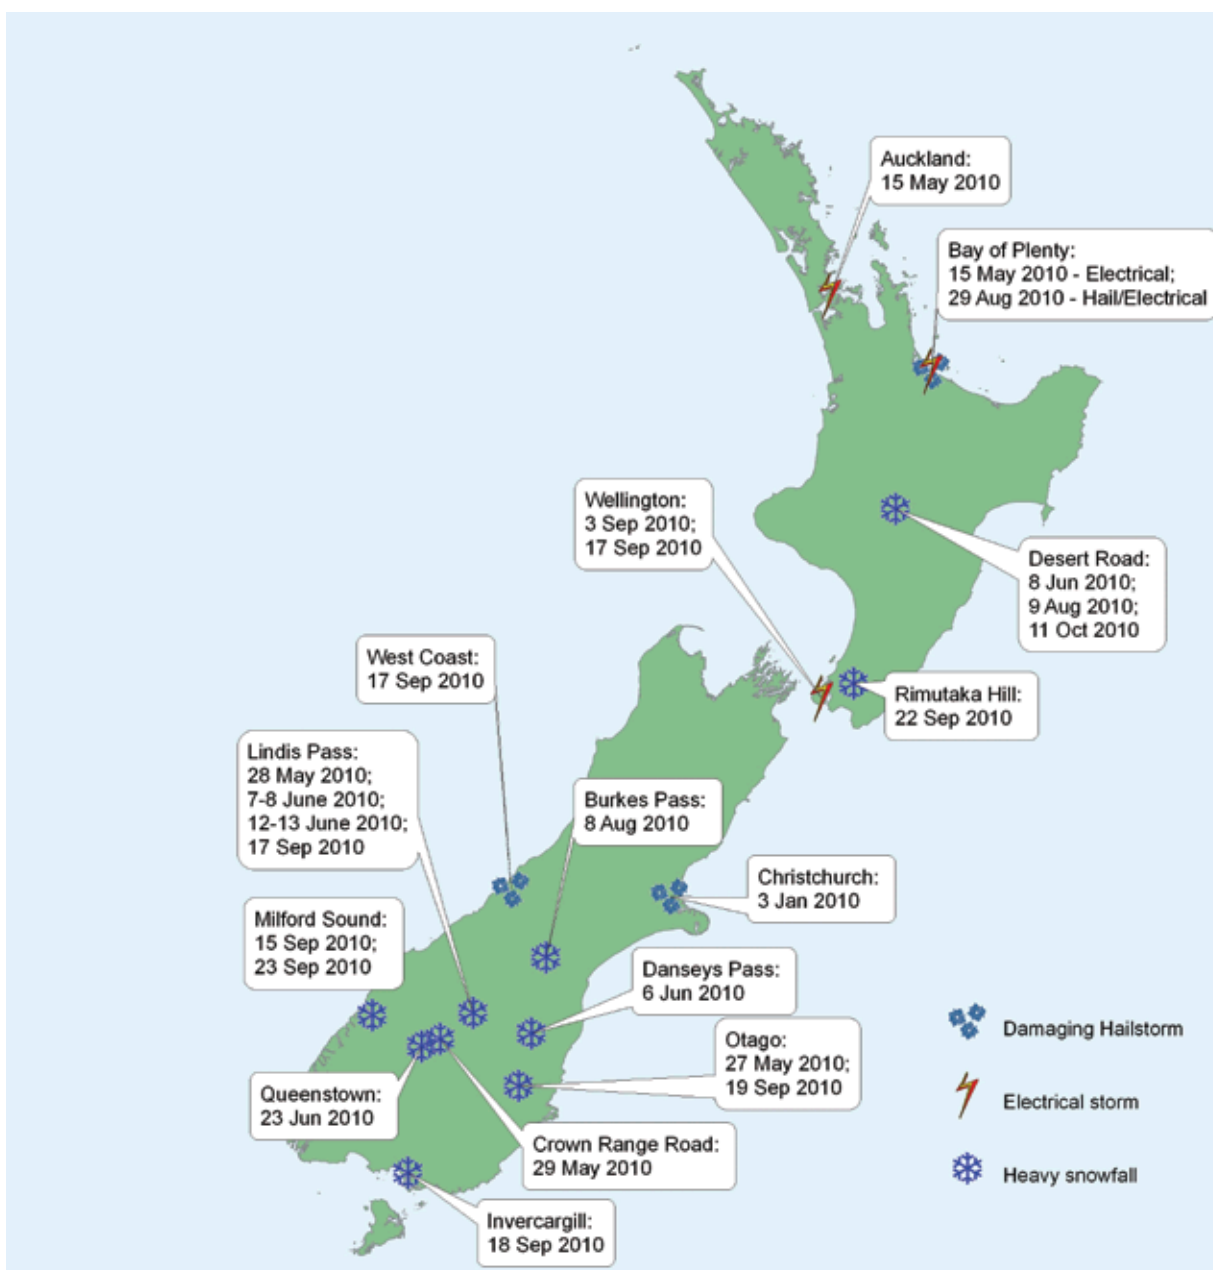 Auckland:
15 May 2010
Bay of Plenty:
15 May 2010 - Electrical;
29 Aug 2010 - Hail/Electrical
Wellington:
3 Sep 2010;
17 Sep 2010
Desert Road:
8 Jun 2010;
9 Aug 2010;
11 Oct 2010
West Coast:
17 Sep 2010
Rimutaka Hill:
22 Sep 2010
Lindis Pass:
28 May 2010;
7-8 June 2010;
12-13 June 2010;
17 Sep 2010
Burkes Pass:
8 Aug 2010
Christchurch:
3 Jan 2010
Milford Sound:
15 Sep 2010;
23 Sep 2010
Danseys Pass:
6 Jun 2010
Otago:
27 May 2010;
19 Sep 2010
Queenstown:
23 Jun 2010
Crown Range Road:
29 May 2010
Invercargill:
18 Sep 2010
Damaging Hailstorm
Electrical storm
Heavy snowfall